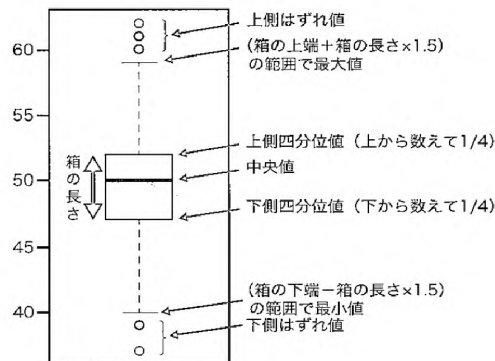 上側はずれ値
60
(箱の上端+箱の長さ×1.5)
の範囲で最大値
55
上側四分位値(上から数えて1/4)
箱の長さ
50
中央値
下側四分位値(下から数えて1/4)
45
(箱の下端-箱の長さ×1.5)
の範囲で最小値
40
下側はずれ値